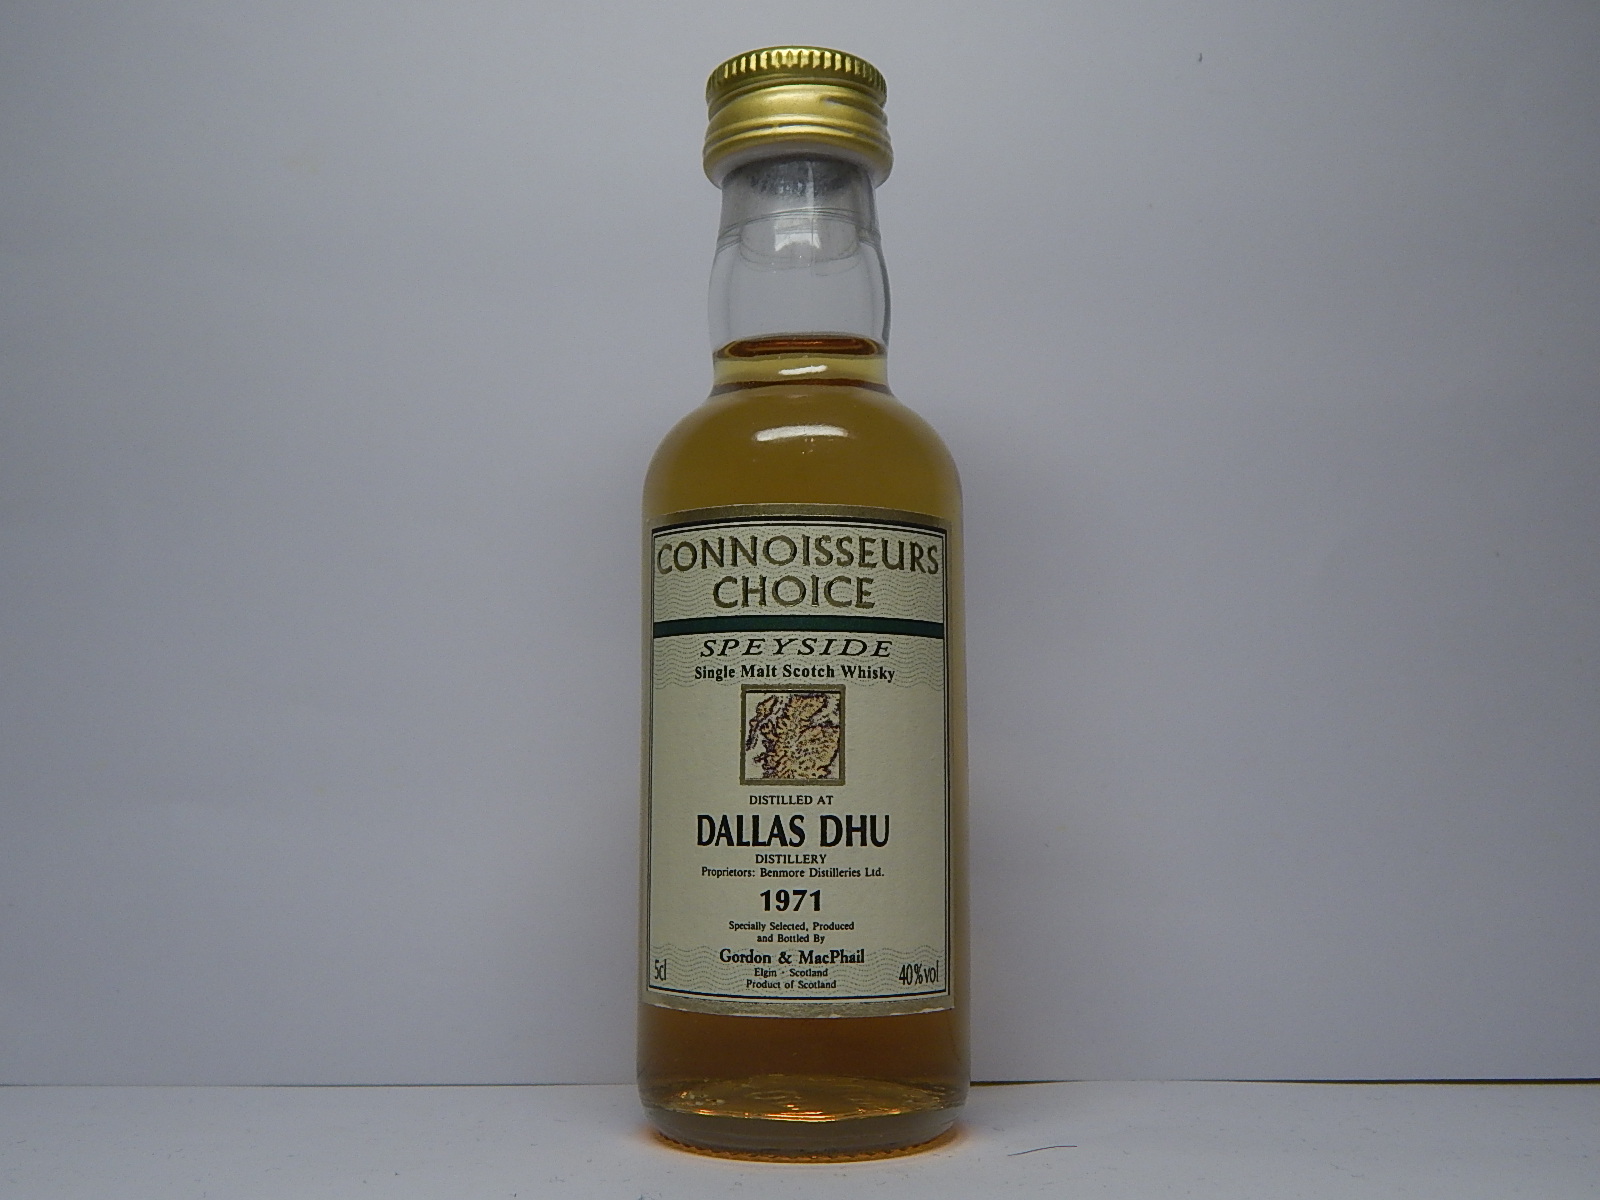 CONNOISSEURS
CHOICE
SPEYSIDE
Single Malt Scotch Whisky
DISTILLED AT
DALLAS DHU
DISTILLERY
Proprietors: Benmore Distilleries Ltd.
1971
Specially Selected, Produced
and Bottled By
Gordon & MacPhail
Elgin · Scotland
Product of Scotland
5cl
40%vol